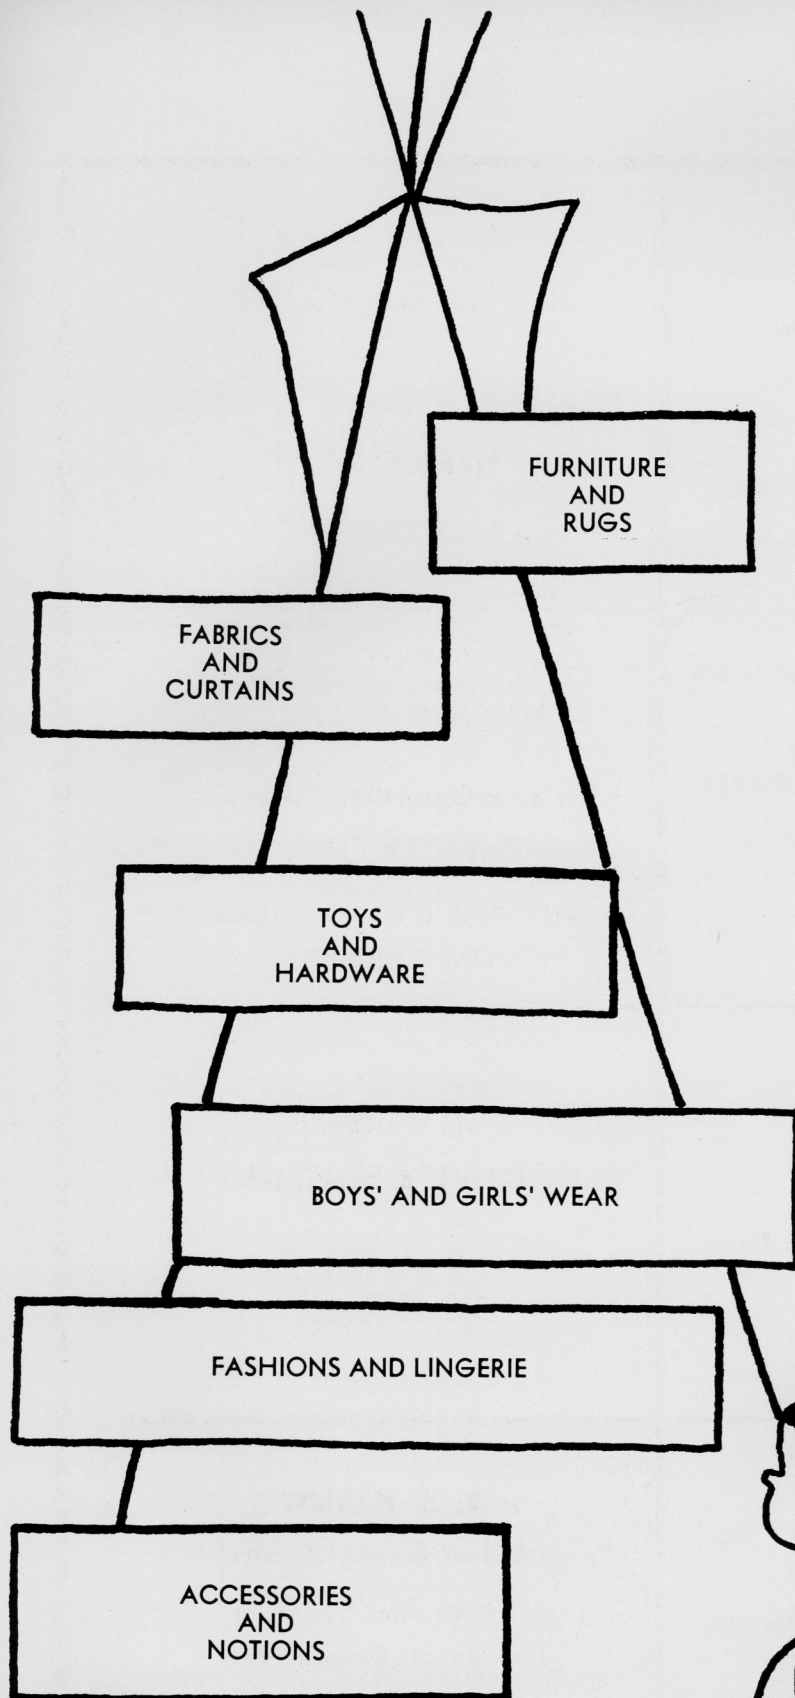 FURNITURE
AND
RUGS
FABRICS
AND
CURTAINS
TOYS
AND
HARDWARE
BOYS' AND GIRLS' WEAR
FASHIONS AND LINGERIE
ACCESSORIES
AND
NOTIONS